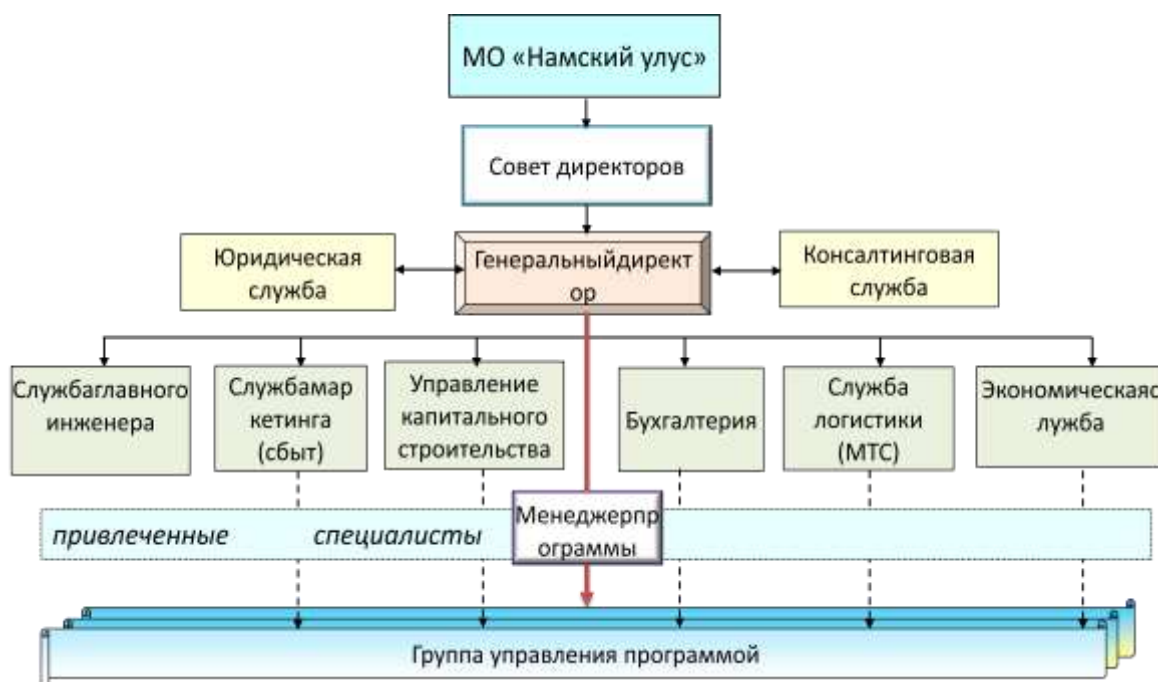 МО «Намский улус»
Совет директоров
Юридическая
служба
Генеральныйдирект
ор
Консалтинговая
служба
Службаглавного
инженера
Службамар
кетинга
(сбыт)
Управление
капитального
строительства
Бухгалтерия
Служба
логистики
(МТС)
Экономическаяс
лужба
привлеченные специалисты
Менеджерпр
ограммы
Группа управления программой